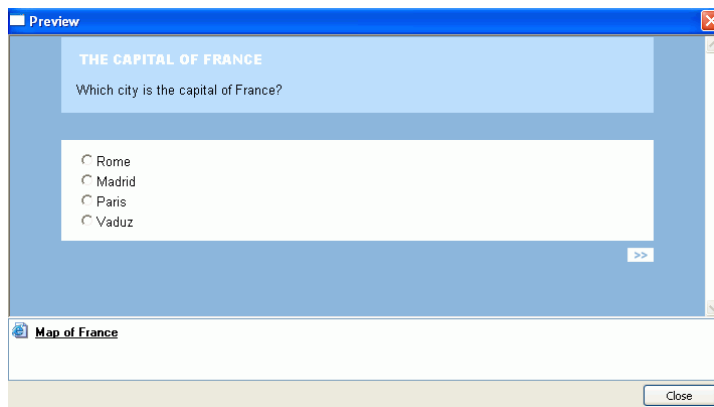 Preview
THE CAPITAL OF FRANCE
Which city is the capital of France?
Rome
Madrid
Paris
Vaduz
>>
Map of France
Close